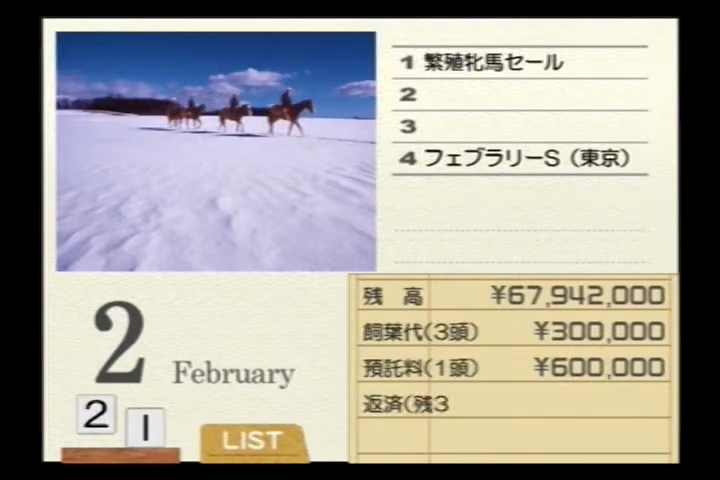 1 繁殖牝馬セール
2
3
4 フェブラリーS（東京）
残　高 ¥67,942,000
飼葉代(3頭) ¥300,000
預託料(1頭) ¥600,000
返済(残3
2 February
2 1
LIST